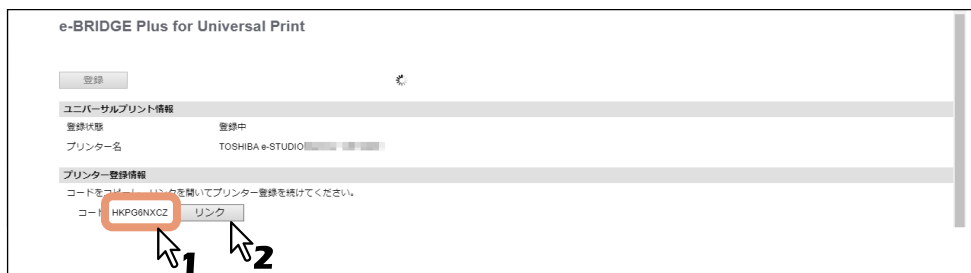 e-BRIDGE Plus for Universal Print
登録
ユニバーサルプリント情報
登録状態 登録中
プリンター名 TOSHIBA e-STUDIO
プリンター登録情報
コードをコピーし、リンクを開いてプリンター登録を続けてください。
コード HKPG6NXCZ リンク
1 2